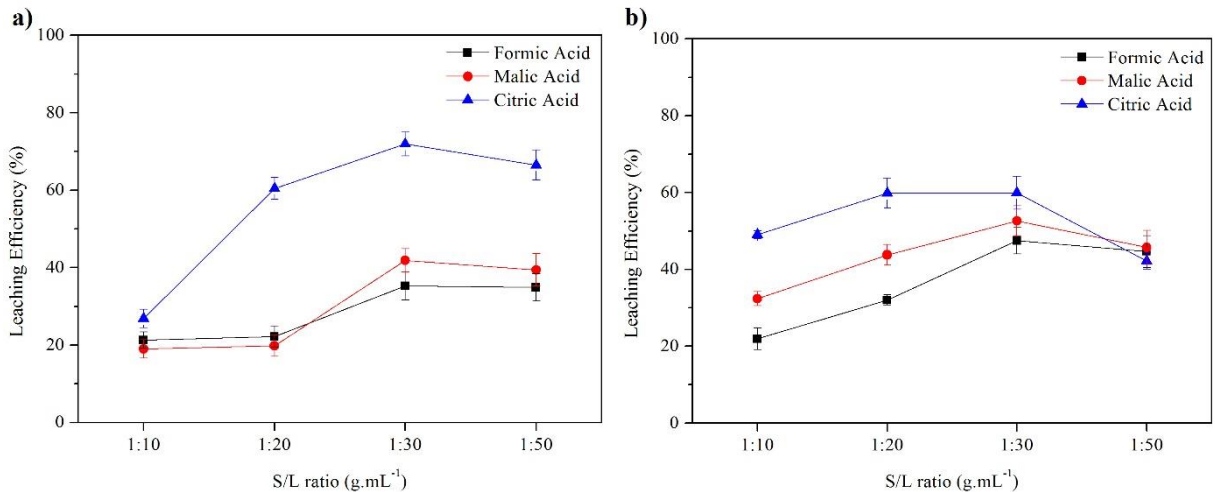 a)
100
80
60
40
20
0
Leaching Efficiency (%)
Formic Acid
Malic Acid
Citric Acid
1:10 1:20 1:30 1:50
S/L ratio (g.mL⁻¹)
b)
100
80
60
40
20
0
Leaching Efficiency (%)
Formic Acid
Malic Acid
Citric Acid
1:10 1:20 1:30 1:50
S/L ratio (g.mL⁻¹)